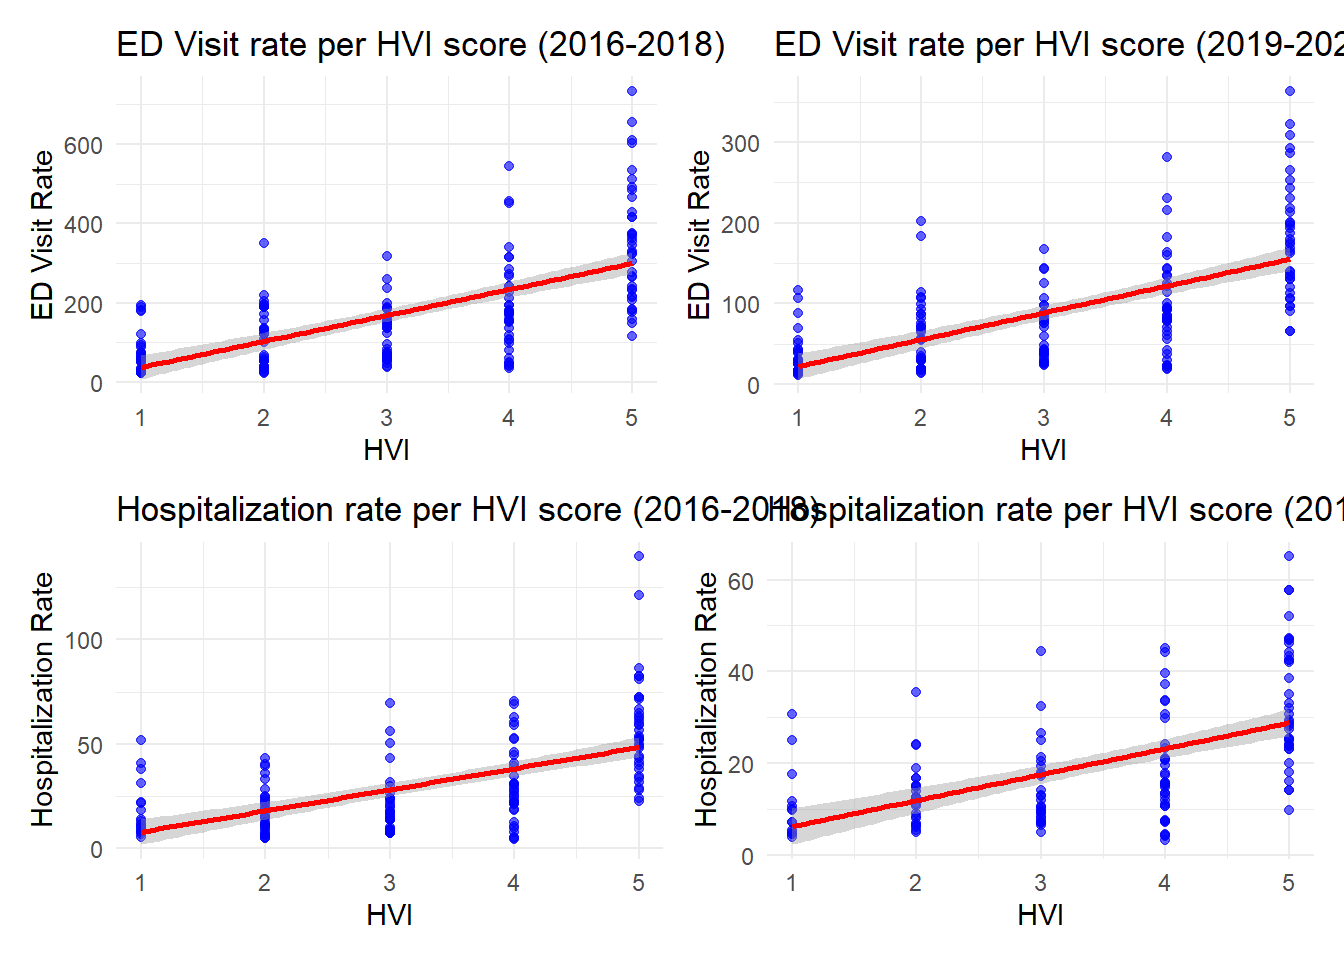 ED Visit rate per HVI score (2016-2018)
ED Visit Rate
600
400
200
0
1 2 3 4 5
HVI
ED Visit rate per HVI score (2019-202
ED Visit Rate
300
200
100
0
1 2 3 4 5
HVI
Hospitalization rate per HVI score (2016-2018)
Hospitalization Rate
100
50
0
1 2 3 4 5
HVI
Hospitalization rate per HVI score (201
Hospitalization Rate
60
40
20
0
1 2 3 4 5
HVI